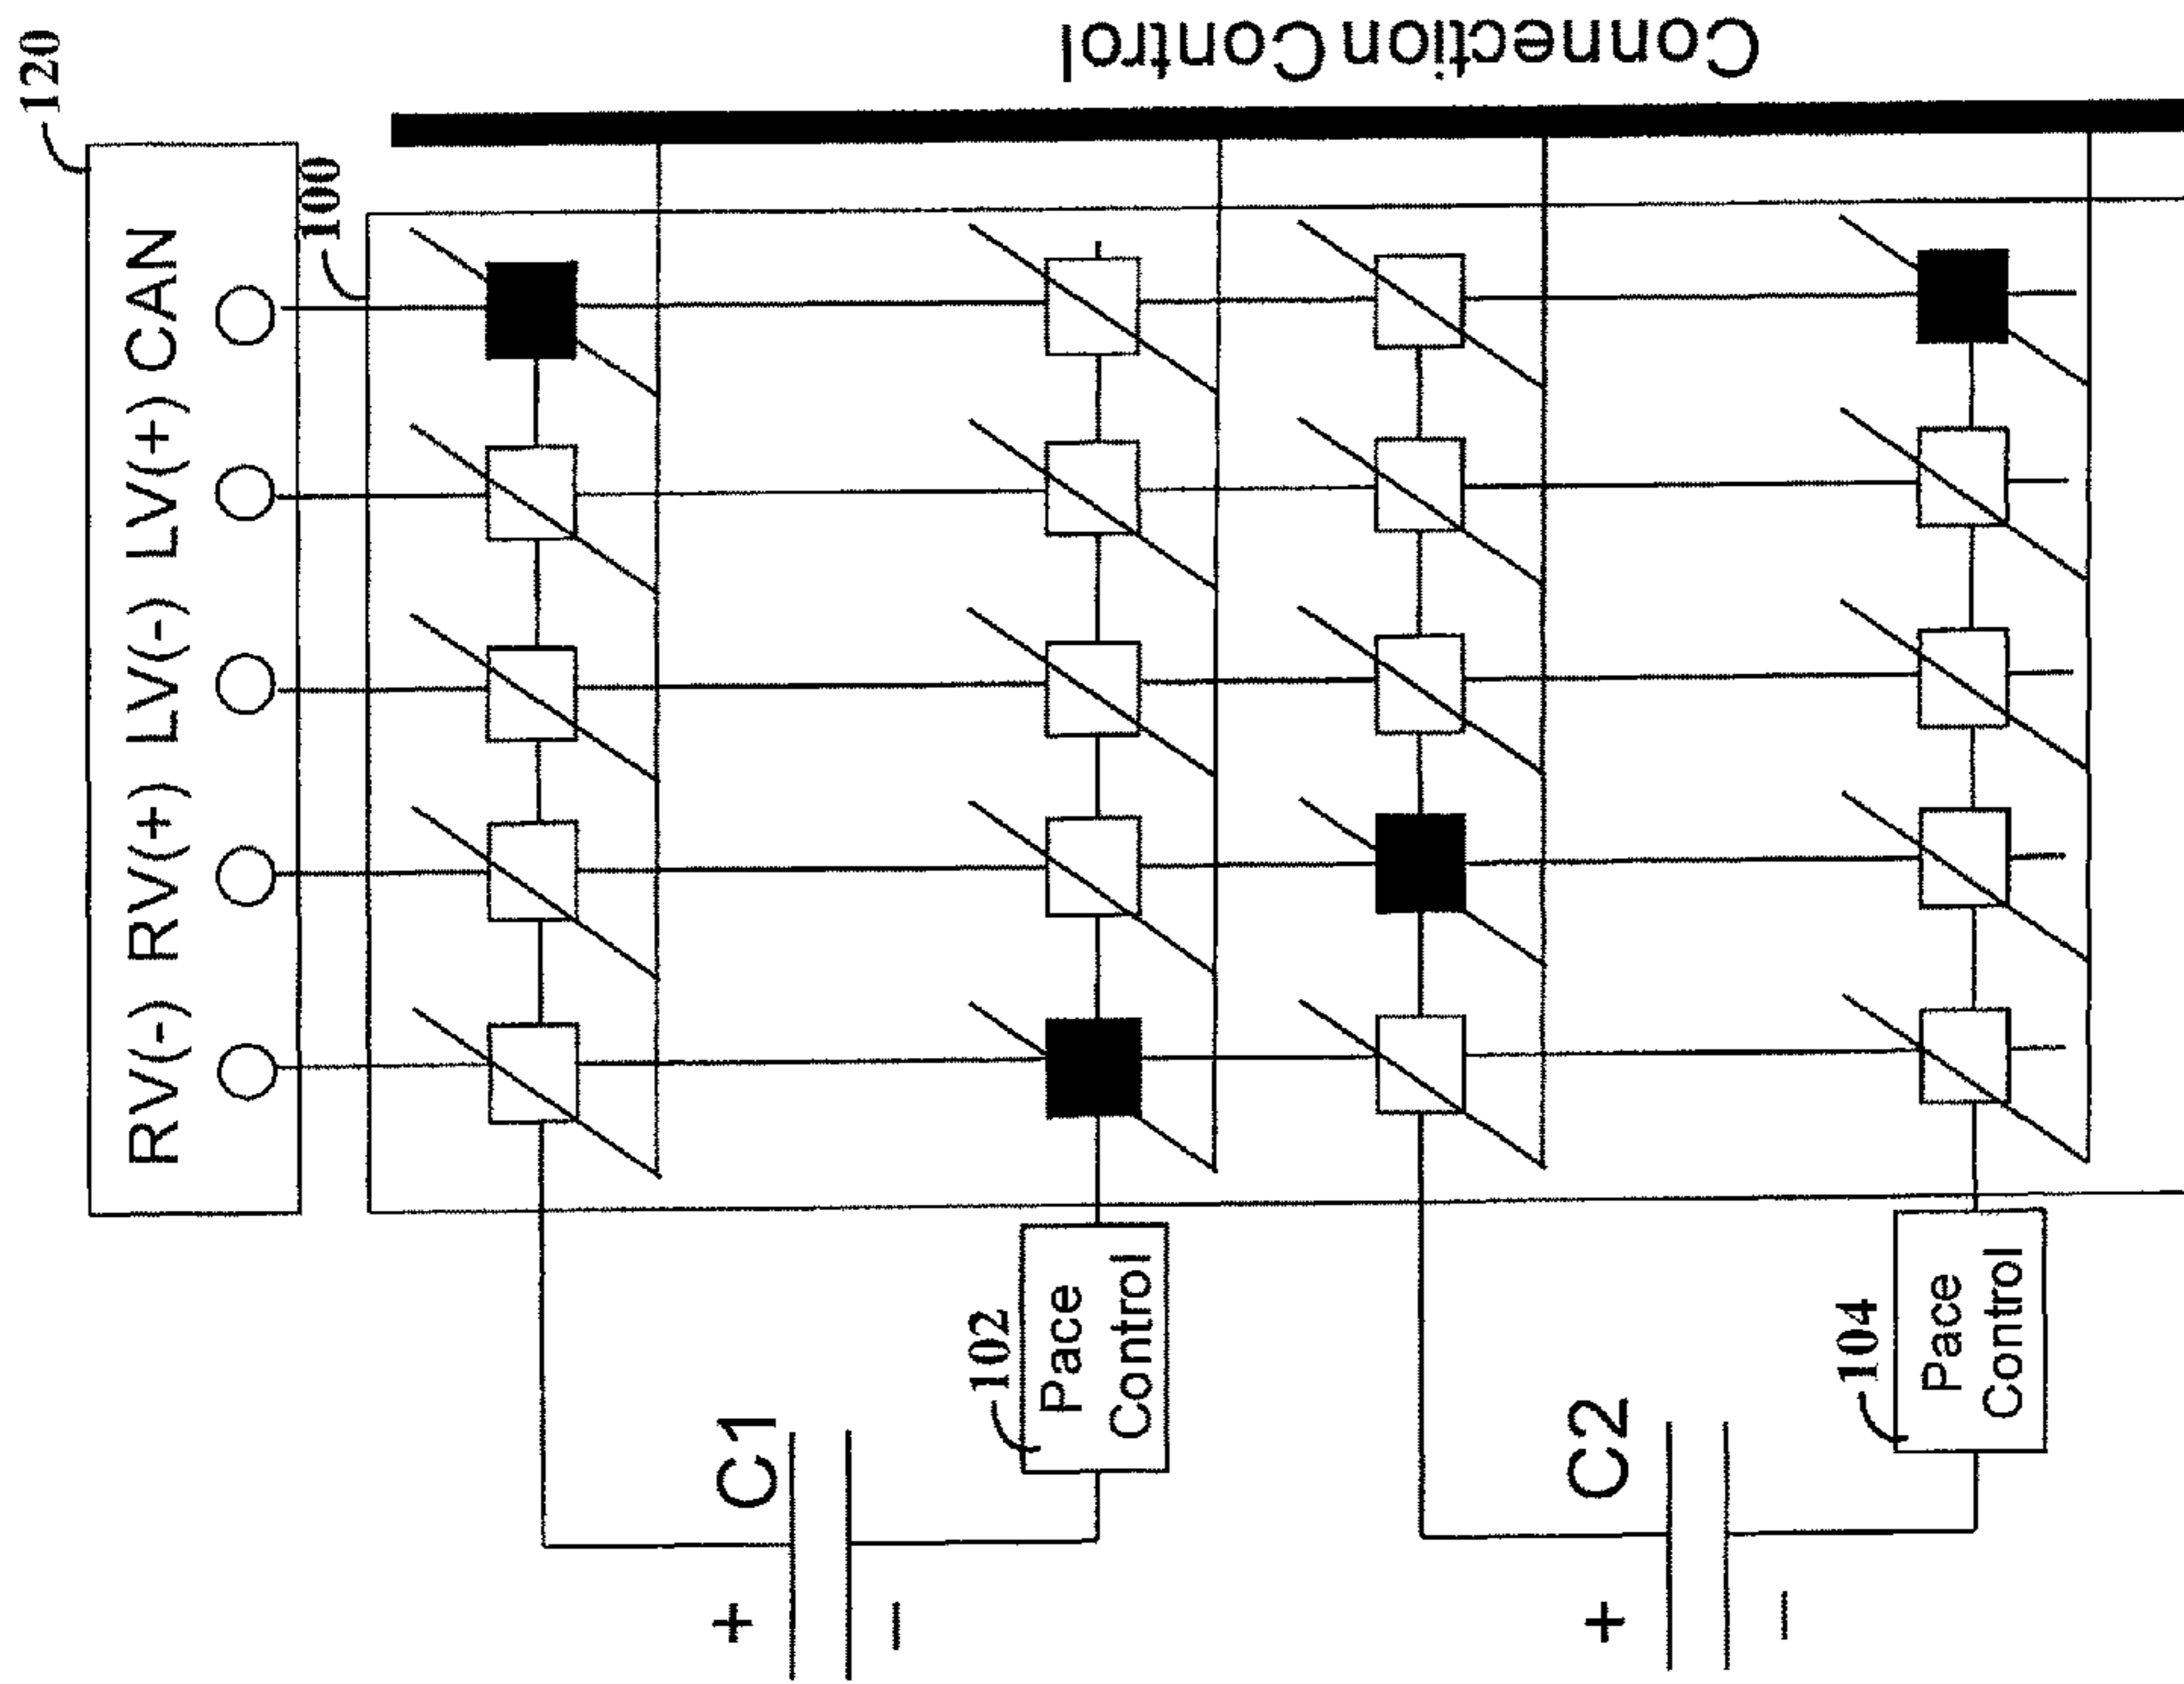 120
RV(-) RV(+) LV(-) LV(+) CAN
100
Connection Control
C1
+
−
102
Pace
Control
C2
+
−
104
Pace
Control